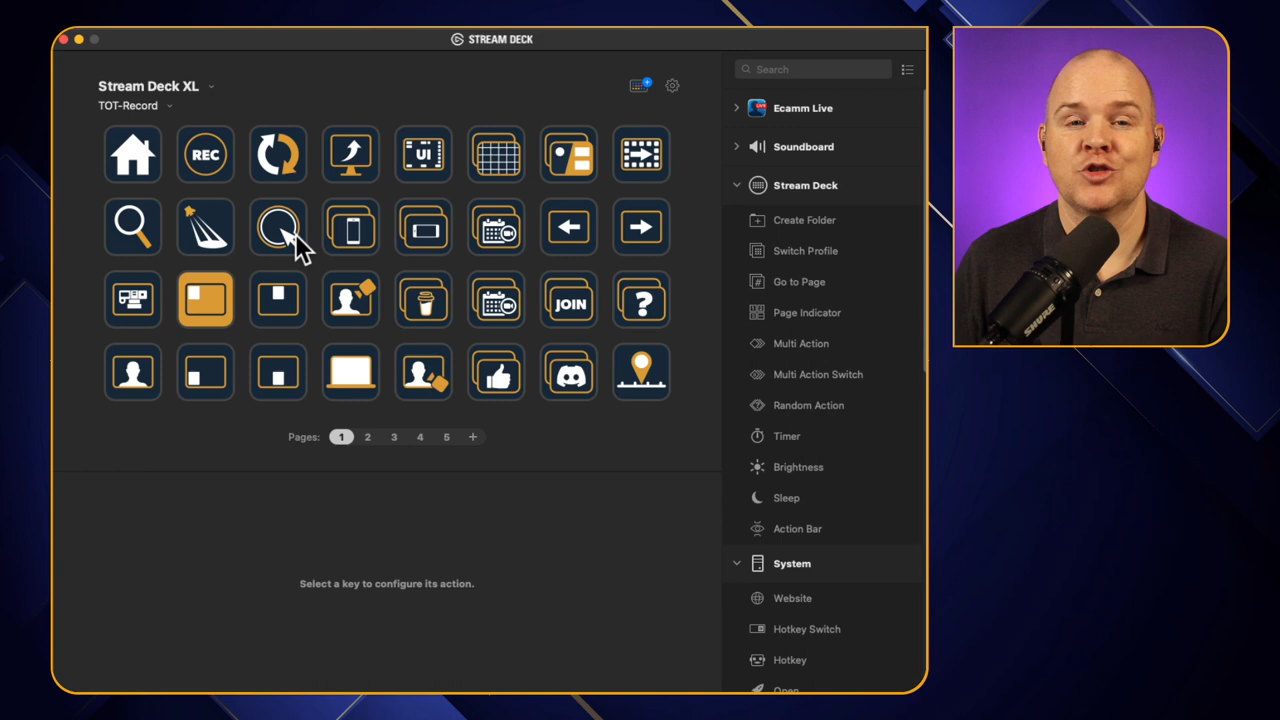 STREAM DECK
Stream Deck XL
TOT-Record
REC
UI
JOIN
?
Pages: 1 2 3 4 5 +
Select a key to configure its action.
Search
Ecamm Live
Soundboard
Stream Deck
Create Folder
Switch Profile
Go to Page
Page Indicator
Multi Action
Multi Action Switch
Random Action
Timer
Brightness
Sleep
Action Bar
System
Website
Hotkey Switch
Hotkey
Open
SHURE